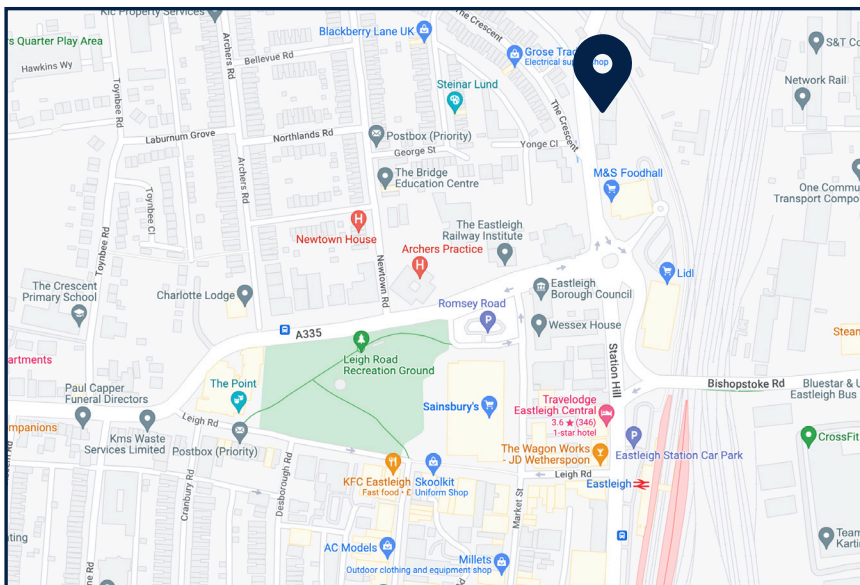 Kic Property Services
Blackberry Lane UK
The Crescent
rs Quarter Play Area
Hawkins Wy
Archers Rd
Bellevue Rd
Grose Trad
Electrical su shop
S&T Co
Steinar Lund
Network Rail
Toynbee Rd
The Crescent
Laburnum Grove
Northlands Rd
Postbox (Priority)
George St
Yonge Cl
The Bridge
Education Centre
M&S Foodhall
Archers Rd
Toynbee Cl
One Commu
Transport Compo
Newtown House
The Eastleigh
Railway Institute
Archers Practice
Toynbee Rd
Newtown Rd
Lidl
The Crescent
Primary School
Charlotte Lodge
Eastleigh
Borough Council
Romsey Road
Wessex House
A335
Steam
Leigh Road
Recreation Ground
Station Hill
artments
The Point
Bishopstoke Rd
Bluestar & U
Eastleigh Bus
Paul Capper
Funeral Directors
Sainsbury's
Travelodge
Eastleigh Central
3.6 ★ (346)
1-star hotel
mpanions
Leigh Rd
Kms Waste
Services Limited
Postbox (Priority)
CrossFit
The Wagon Works
- JD Wetherspoon
Eastleigh Station Car Park
Cranbury Rd
Desborough Rd
KFC Eastleigh
Fast food • £
Skoolkit
Uniform Shop
Leigh Rd
Eastleigh
Market St
AC Models
Millets
Outdoor clothing and equipment shop
Team
Kartin
ating
ne Rd